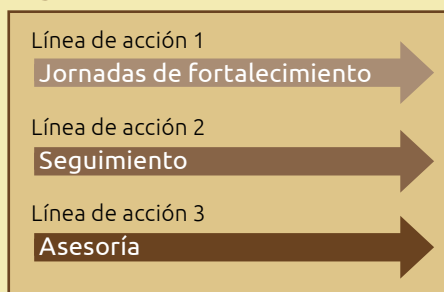 Línea de acción 1
Jornadas de fortalecimiento
Línea de acción 2
Seguimiento
Línea de acción 3
Asesoría